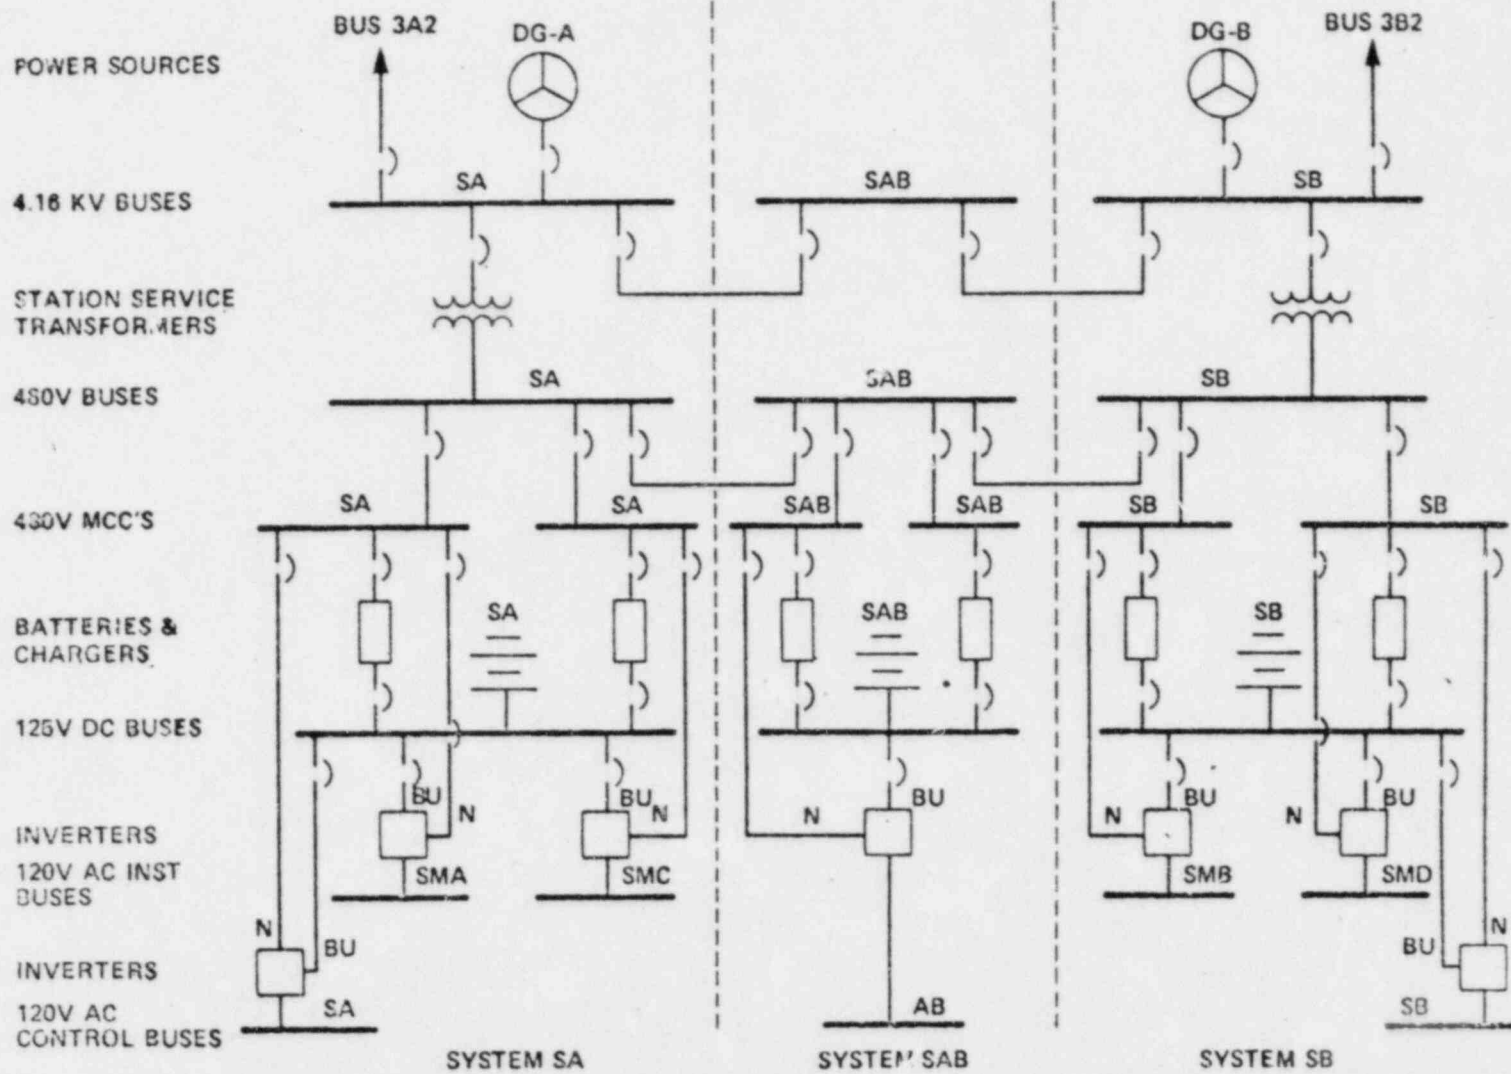 BUS 3A2
DG-A
DG-B
BUS 3B2
POWER SOURCES
SA
SAB
SB
4.16 KV BUSES
STATION SERVICE
TRANSFORMERS
SA
SAB
SB
480V BUSES
SA
SA
SAB
SAB
SB
SB
480V MCC'S
SA
SAB
SB
BATTERIES &
CHARGERS
125V DC BUSES
BU
N
BU
N
N
BU
N
BU
N
BU
INVERTERS
120V AC INST
BUSES
SMA
SMC
SMB
SMD
N
BU
BU
N
INVERTERS
120V AC
CONTROL BUSES
SA
AB
SB
SYSTEM SA
SYSTEM SAB
SYSTEM SB